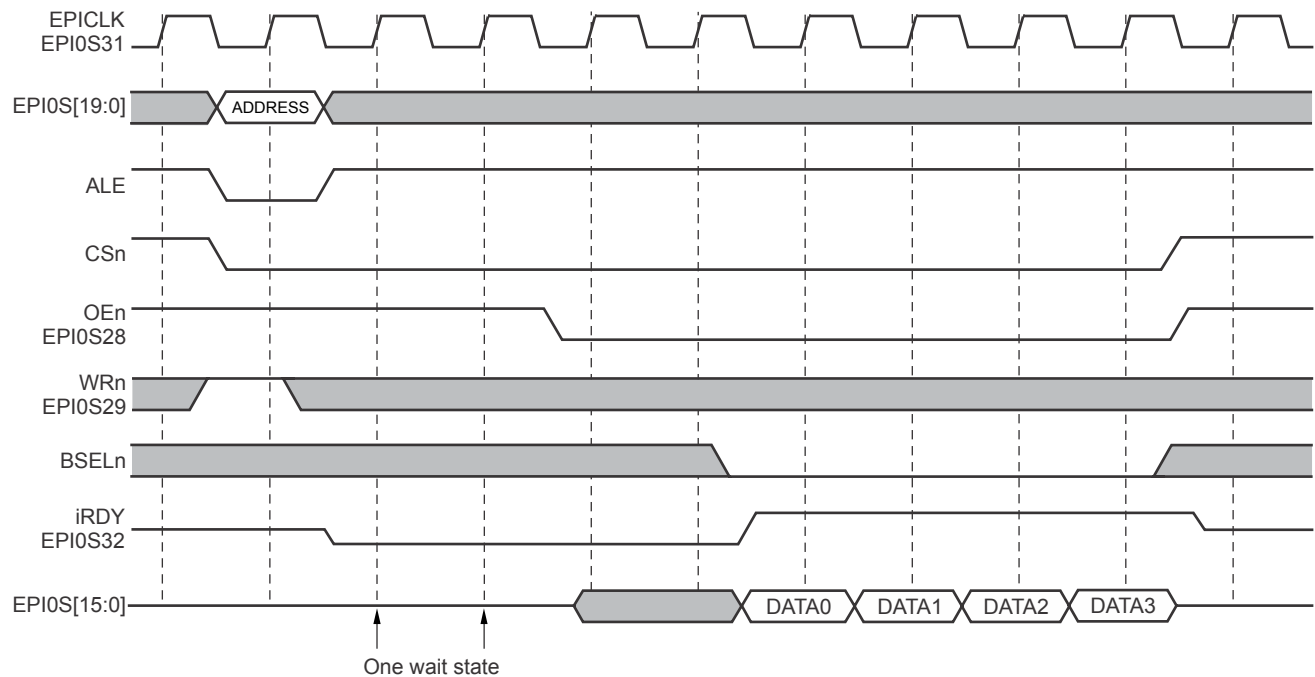 EPICLK
EPI0S31
EPI0S[19:0]
ADDRESS
ALE
CSn
OEn
EPI0S28
WRn
EPI0S29
BSELn
iRDY
EPI0S32
EPI0S[15:0]
DATA0
DATA1
DATA2
DATA3
One wait state